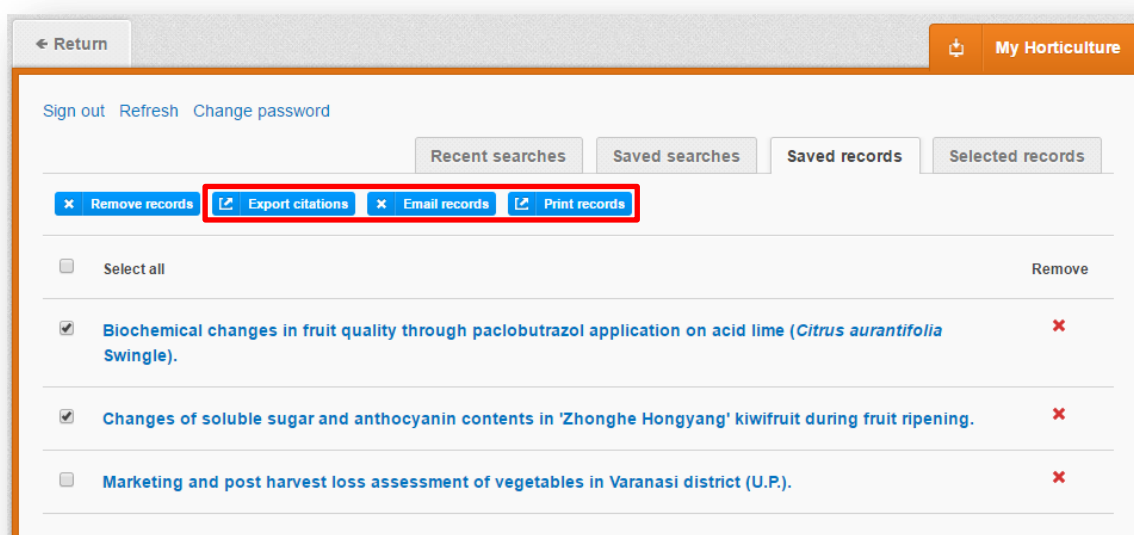 Return
My Horticulture
Sign out Refresh Change password
Recent searches Saved searches Saved records Selected records
Remove records Export citations Email records Print records
Select all Remove
Biochemical changes in fruit quality through paclobutrazol application on acid lime (Citrus aurantifolia
Swingle).
Changes of soluble sugar and anthocyanin contents in 'Zhonghe Hongyang' kiwifruit during fruit ripening.
Marketing and post harvest loss assessment of vegetables in Varanasi district (U.P.).